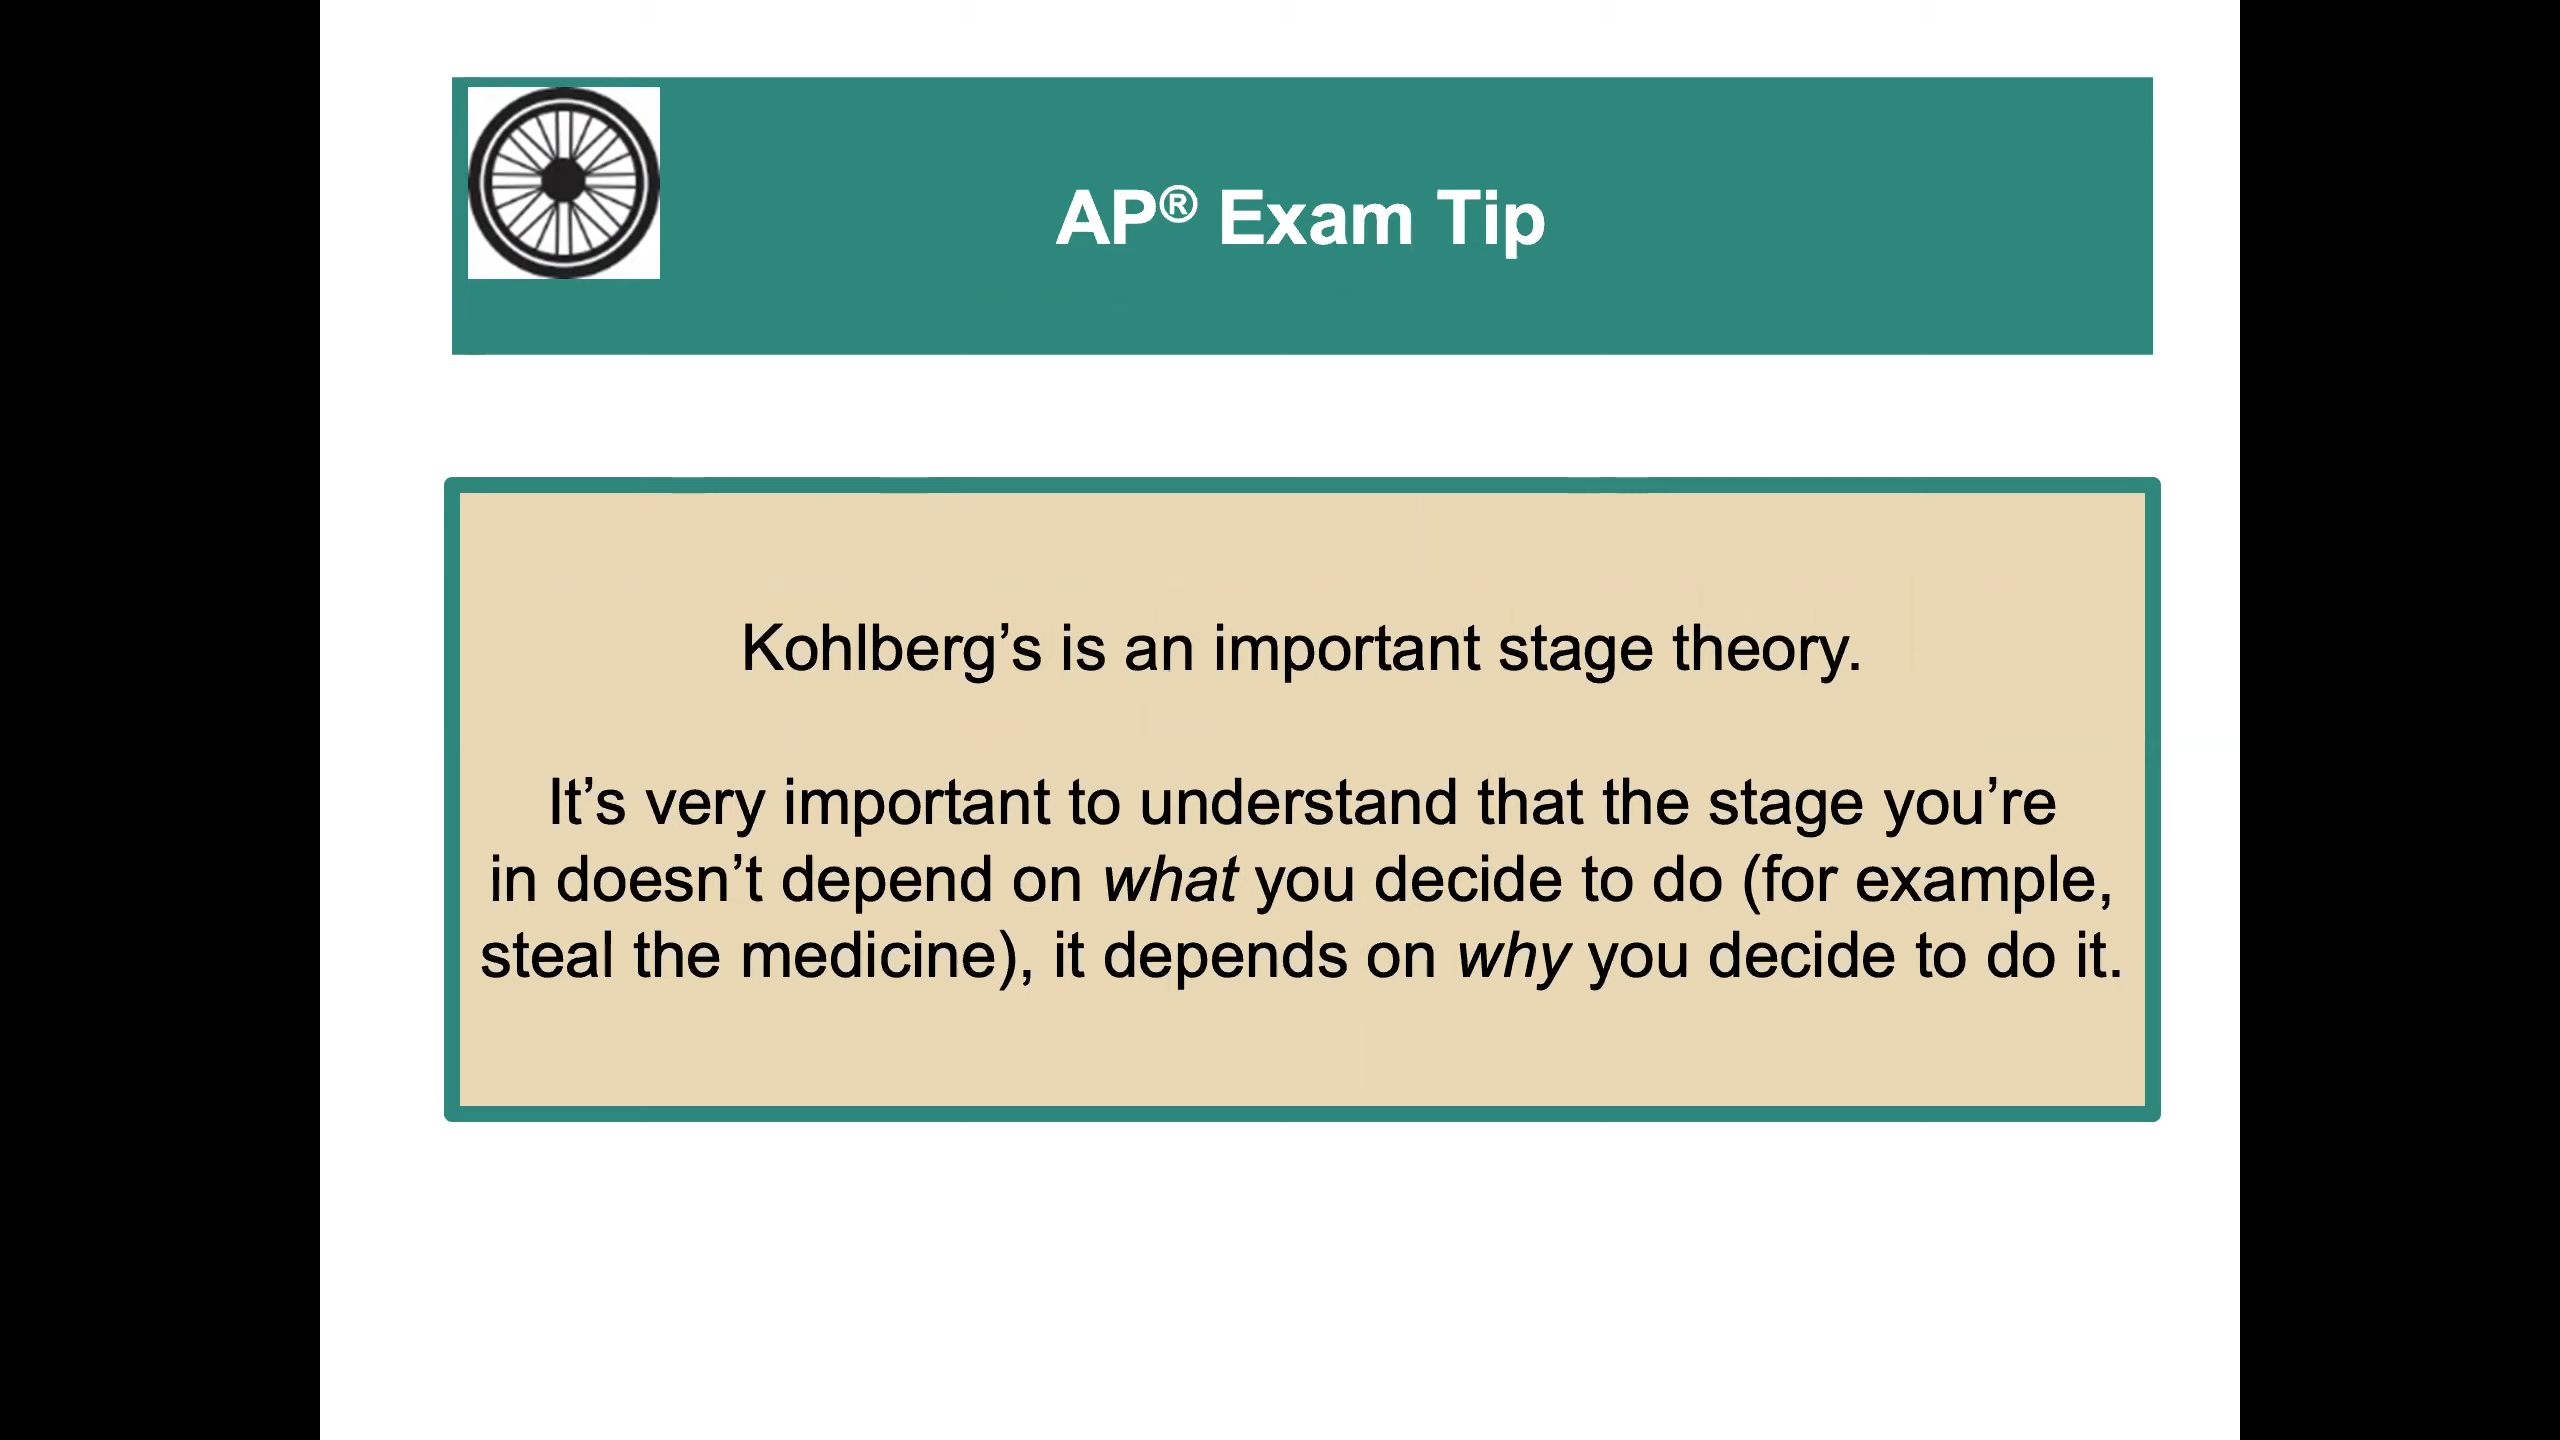 AP® Exam Tip
Kohlberg’s is an important stage theory.
It’s very important to understand that the stage you’re
in doesn’t depend on what you decide to do (for example,
steal the medicine), it depends on why you decide to do it.